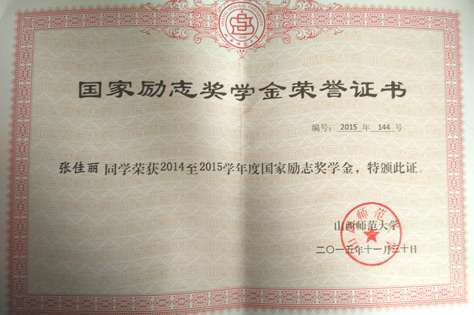 国家励志奖学金荣誉证书
编号：2015 年 144 号
张佳丽 同学荣获2014至2015学年度国家励志奖学金，特颁此证。
山西师范大学
二〇一五年十一月三十日